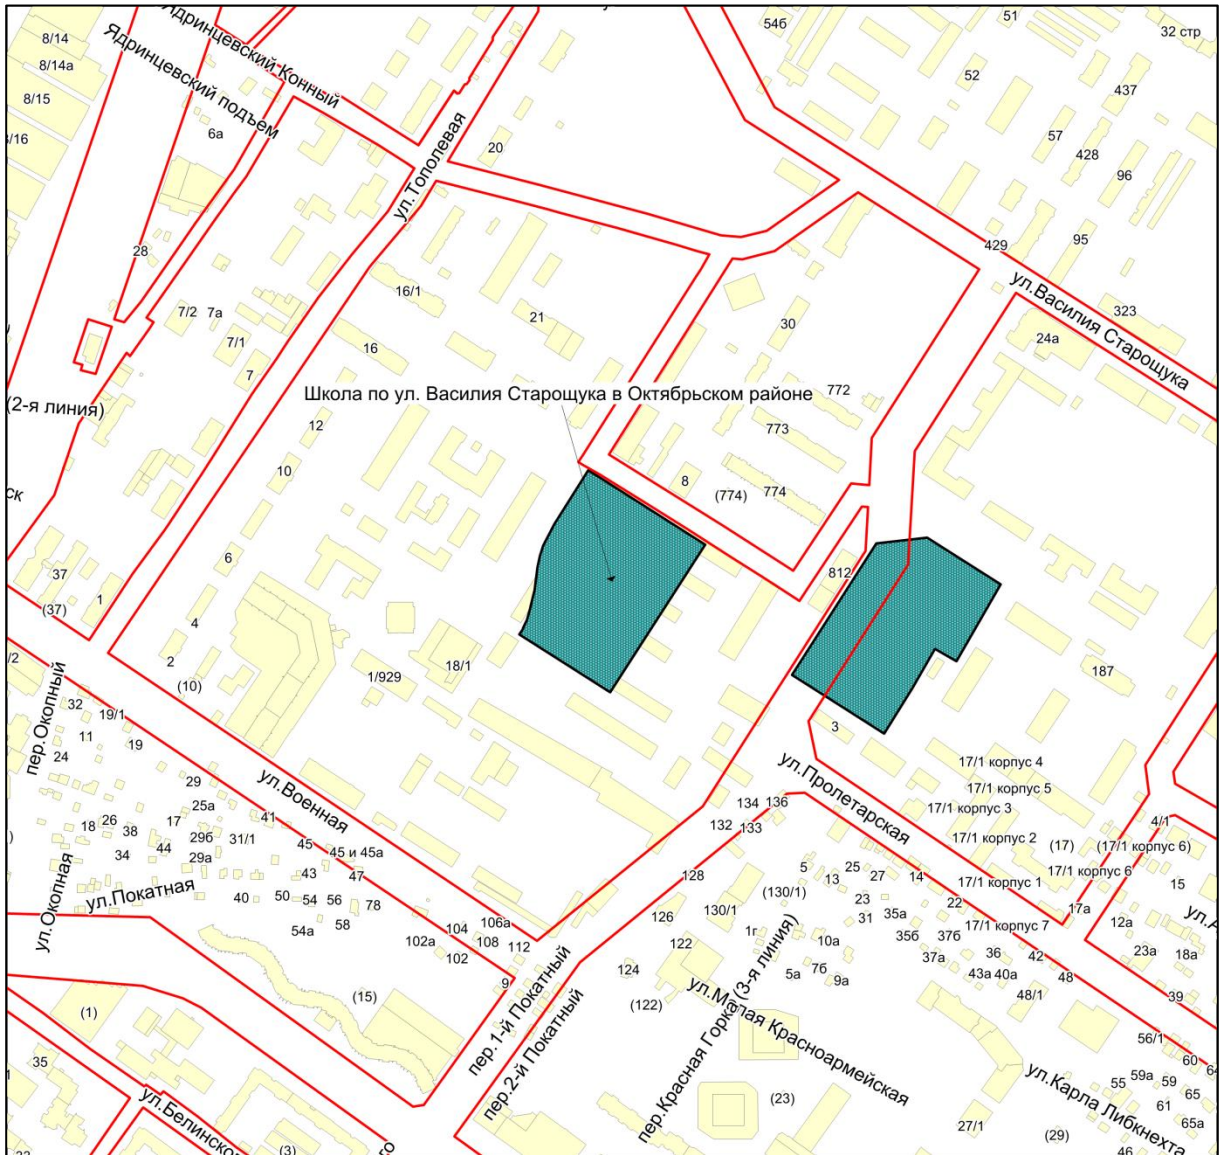 546
51
32 стр
8/14
Ядринцевский Конный
Ядринцевский подъем
8/14а
52
437
8/15
6а
57
428
20
96
ул.Тополевая
28
429
95
16/1
ул.Василия Старощука
7/2
7а
21
30
323
7/1
16
24а
7
Школа по ул. Василия Старощука в Октябрьском районе
772
(2-я линия)
12
773
10
8
(774)
774
ск
6
37
812
(37)
1
4
2
(10)
1/929
18/1
187
пер.Окопный
32
19/1
11
19
24
3
ул.Военная
ул.Пролетарская
17/1 корпус 4
29
17/1 корпус 5
25а
134
136
17/1 корпус 3
41
17
26
18
38
132
133
4/1
29б
31/1
17/1 корпус 2
(17)
(17/1 корпус 6)
44
45
34
29а
45 и 45а
5
25
17/1 корпус 6
43
47
128
13
27
14
17/1 корпус 1
15
ул.Окопная
ул.Покатная
40
50
54
56
78
(130/1)
23
22
17а
126
130/1
31
35а
58
106а
54а
104
1г
35б
37б
17/1 корпус 7
12а
108
102а
112
122
10а
102
37а
36
42
23а
18а
124
5а
7б
9а
43а
40а
48
9
(15)
(122)
48/1
39
(1)
пер.1-й Покатный
пер.2-й Покатный
пер.Красная Горка (3-я линия)
ул.Малая Красноармейская
56/1
60
35
ул.Карла Либкнехта
55
59а
59
65
61
(23)
65а
27/1
(29)
(3)
46